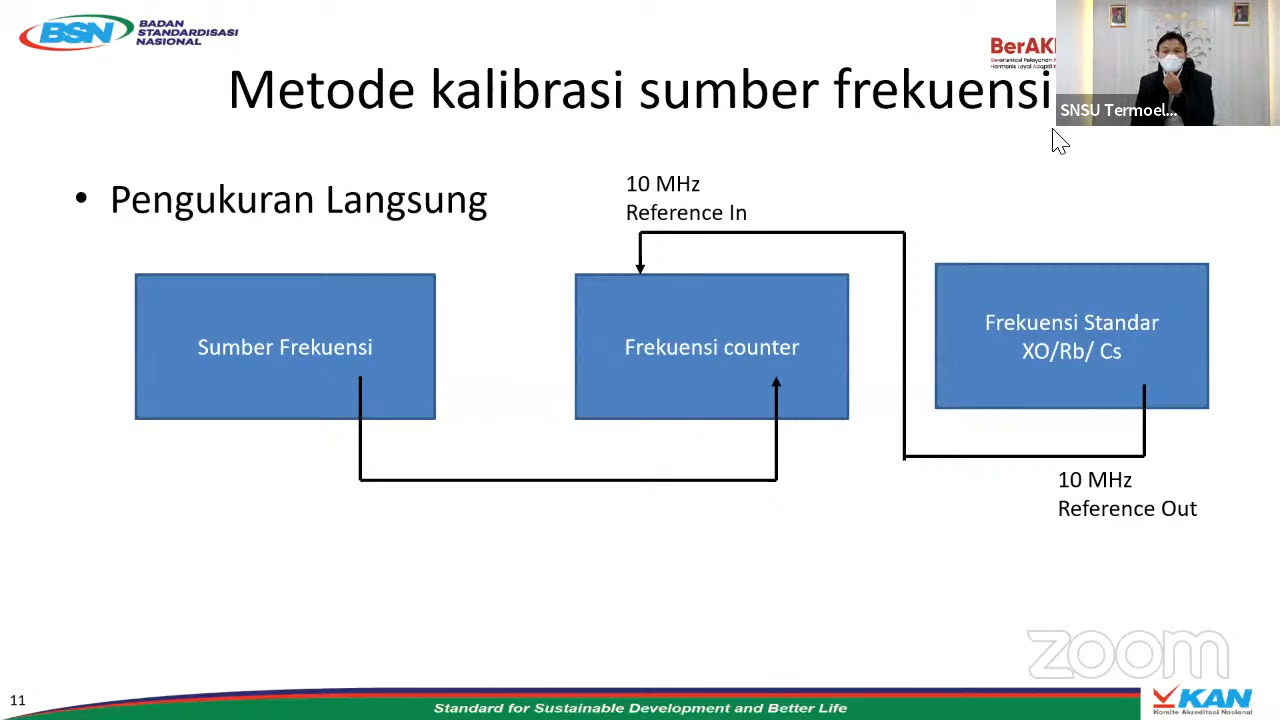 BSN
BADAN
STANDARDISASI
NASIONAL
BerAK
Metode kalibrasi sumber frekuensi
SNSU Termoel...
• Pengukuran Langsung
10 MHz
Reference In
Sumber Frekuensi
Frekuensi counter
Frekuensi Standar
XO/Rb/ Cs
10 MHz
Reference Out
zoom
11
Standard for Sustainable Development and Better Life
KAN
Komite Akreditasi Nasional